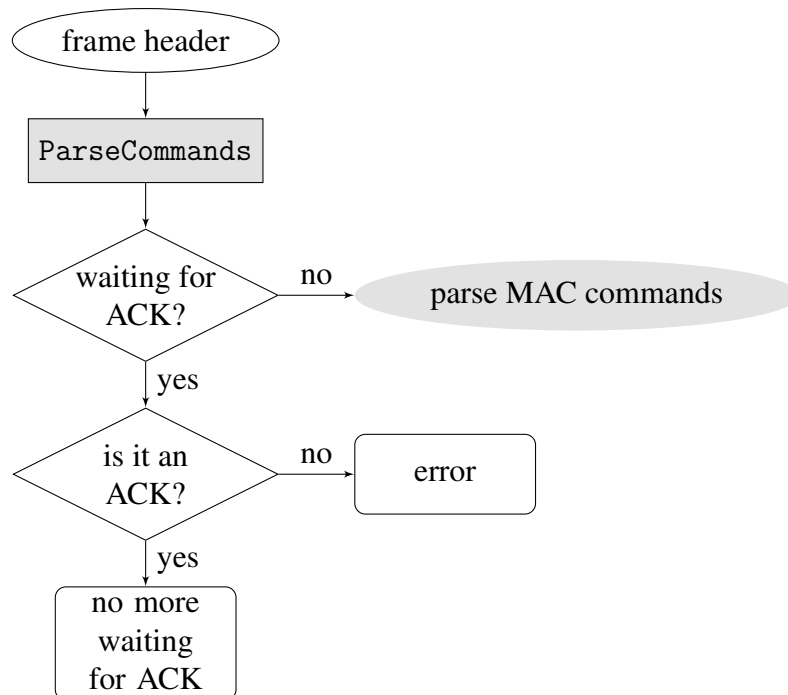 frame header
ParseCommands
waiting for
ACK?
no
parse MAC commands
yes
is it an
ACK?
no
error
yes
no more
waiting
for ACK